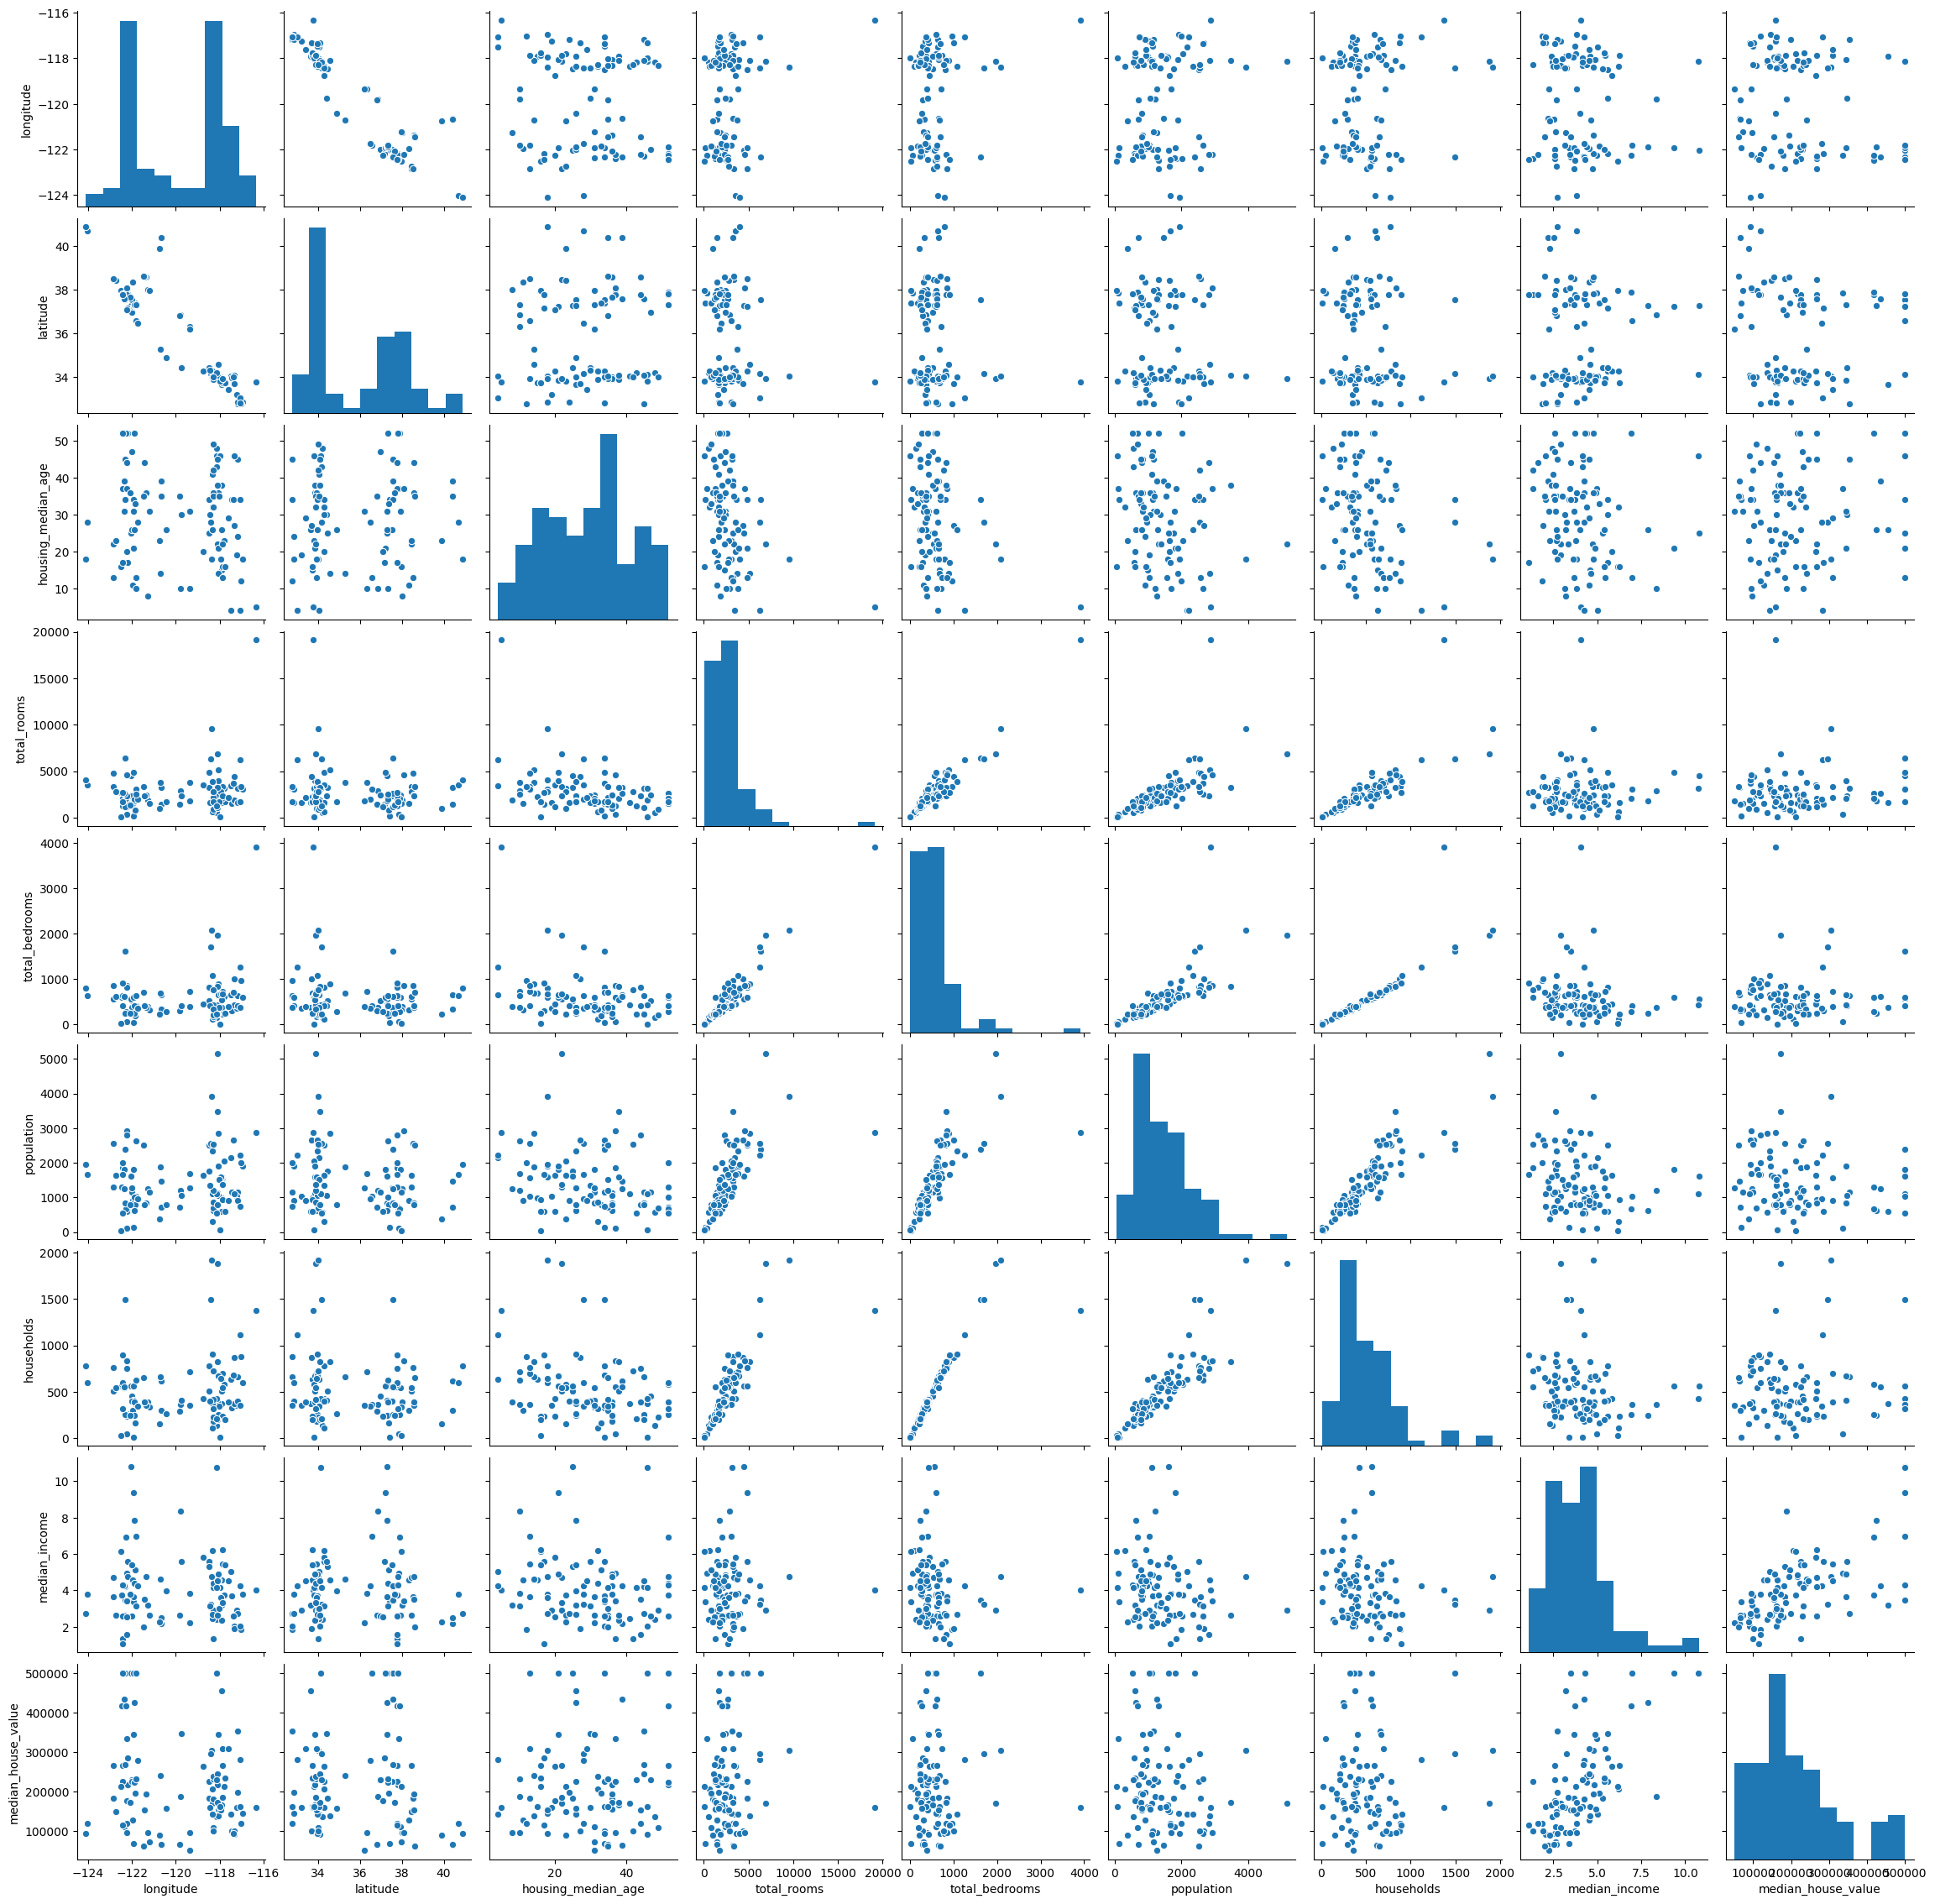 −116
−118
−120
−122
−124
longitude
40
38
36
34
latitude
50
40
30
20
10
housing_median_age
20000
15000
10000
5000
0
total_rooms
4000
3000
2000
1000
0
total_bedrooms
5000
4000
3000
2000
1000
0
population
2000
1500
1000
500
0
households
10
8
6
4
2
median_income
500000
400000
300000
200000
100000
median_house_value
−124 −122 −120 −118 −116
longitude
34 36 38 40
latitude
20 40
housing_median_age
0 5000 10000 15000 20000
total_rooms
0 1000 2000 3000 4000
total_bedrooms
0 2000 4000
population
0 500 1000 1500 2000
households
2.5 5.0 7.5 10.0
median_income
100000 200000 300000 400000 500000
median_house_value